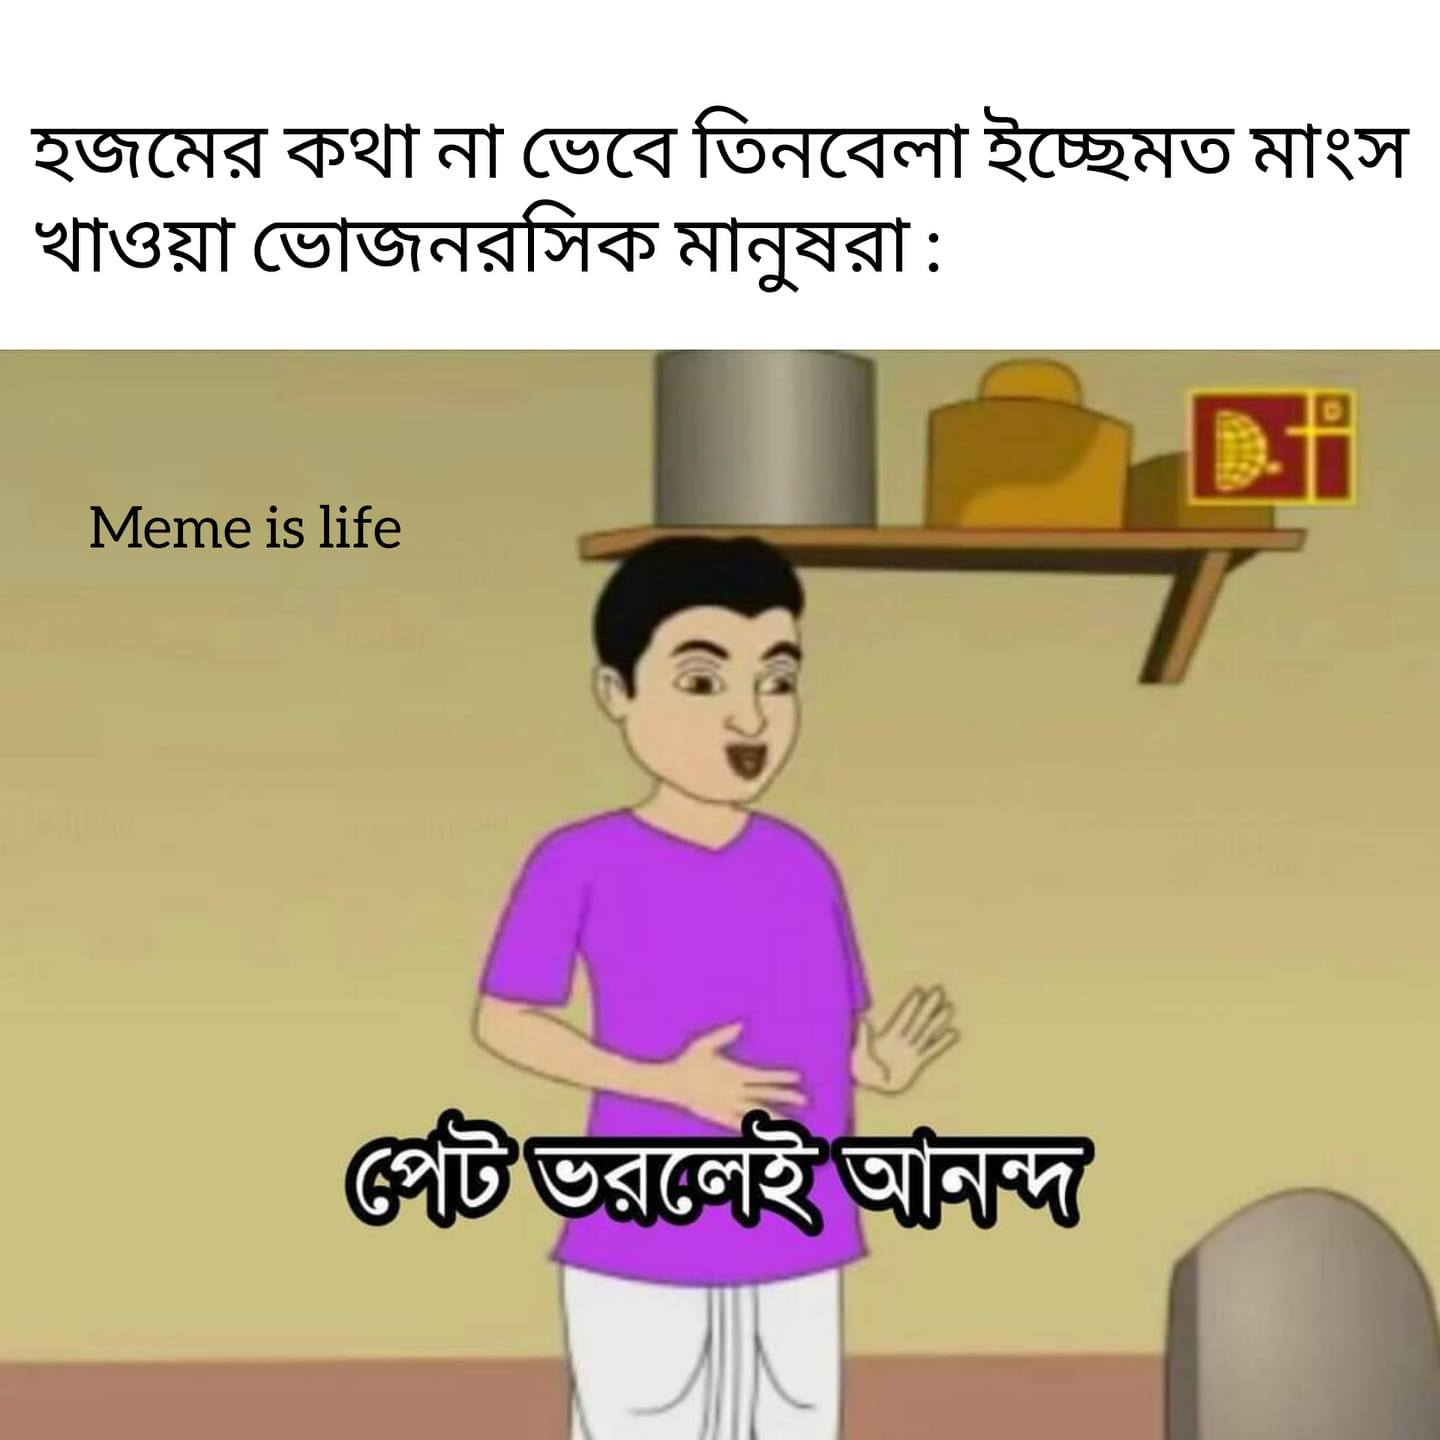 হজমের কথা না ভেবে তিনবেলা ইচ্ছেমত মাংস
খাওয়া ভোজনরসিক মানুষরা :
Meme is life
পেট ভরলেই আনন্দ